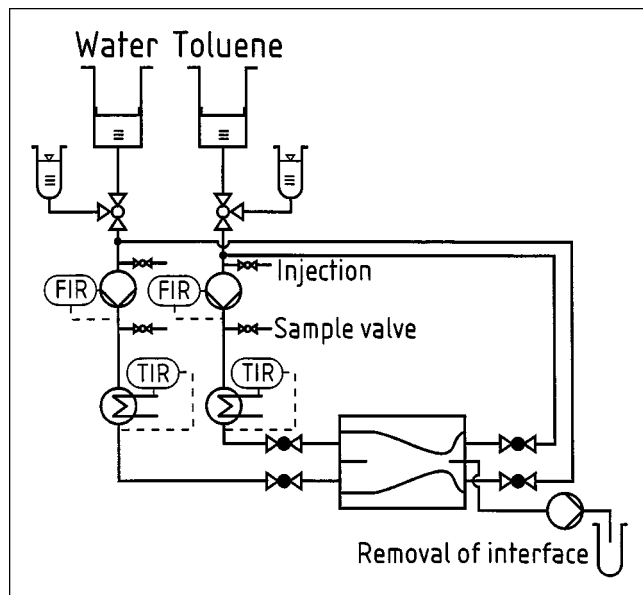 Water Toluene
FIR FIR Injection
Sample valve
TIR TIR
Removal of interface